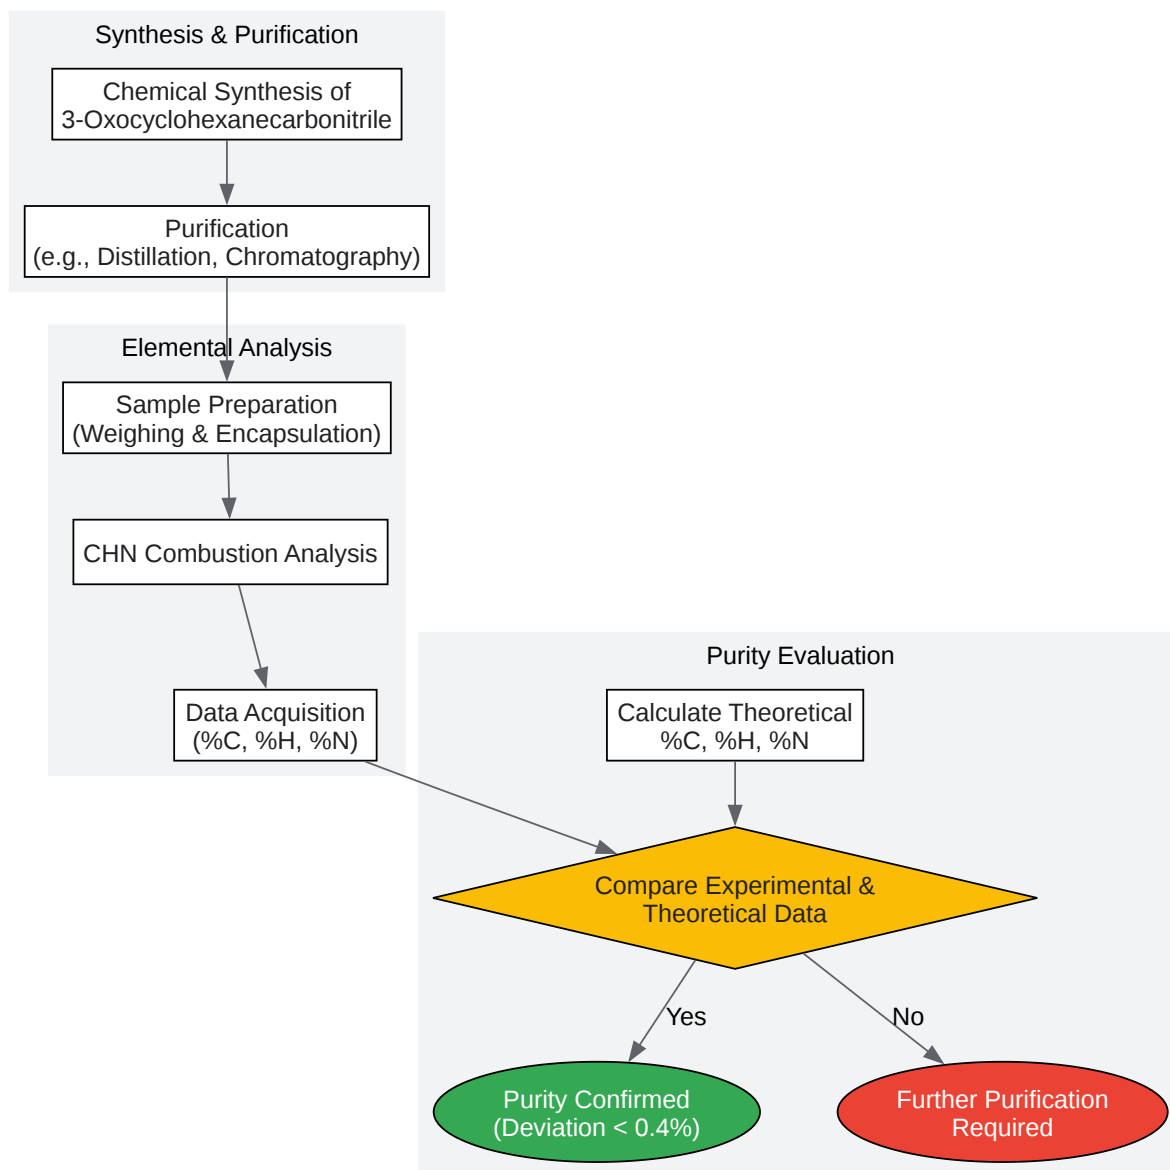 Synthesis & Purification
Chemical Synthesis of
3-Oxocyclohexanecarbonitrile
Purification
(e.g., Distillation, Chromatography)
Elemental Analysis
Sample Preparation
(Weighing & Encapsulation)
CHN Combustion Analysis
Data Acquisition
(%C, %H, %N)
Purity Evaluation
Calculate Theoretical
%C, %H, %N
Compare Experimental &
Theoretical Data
Yes
No
Purity Confirmed
(Deviation < 0.4%)
Further Purification
Required